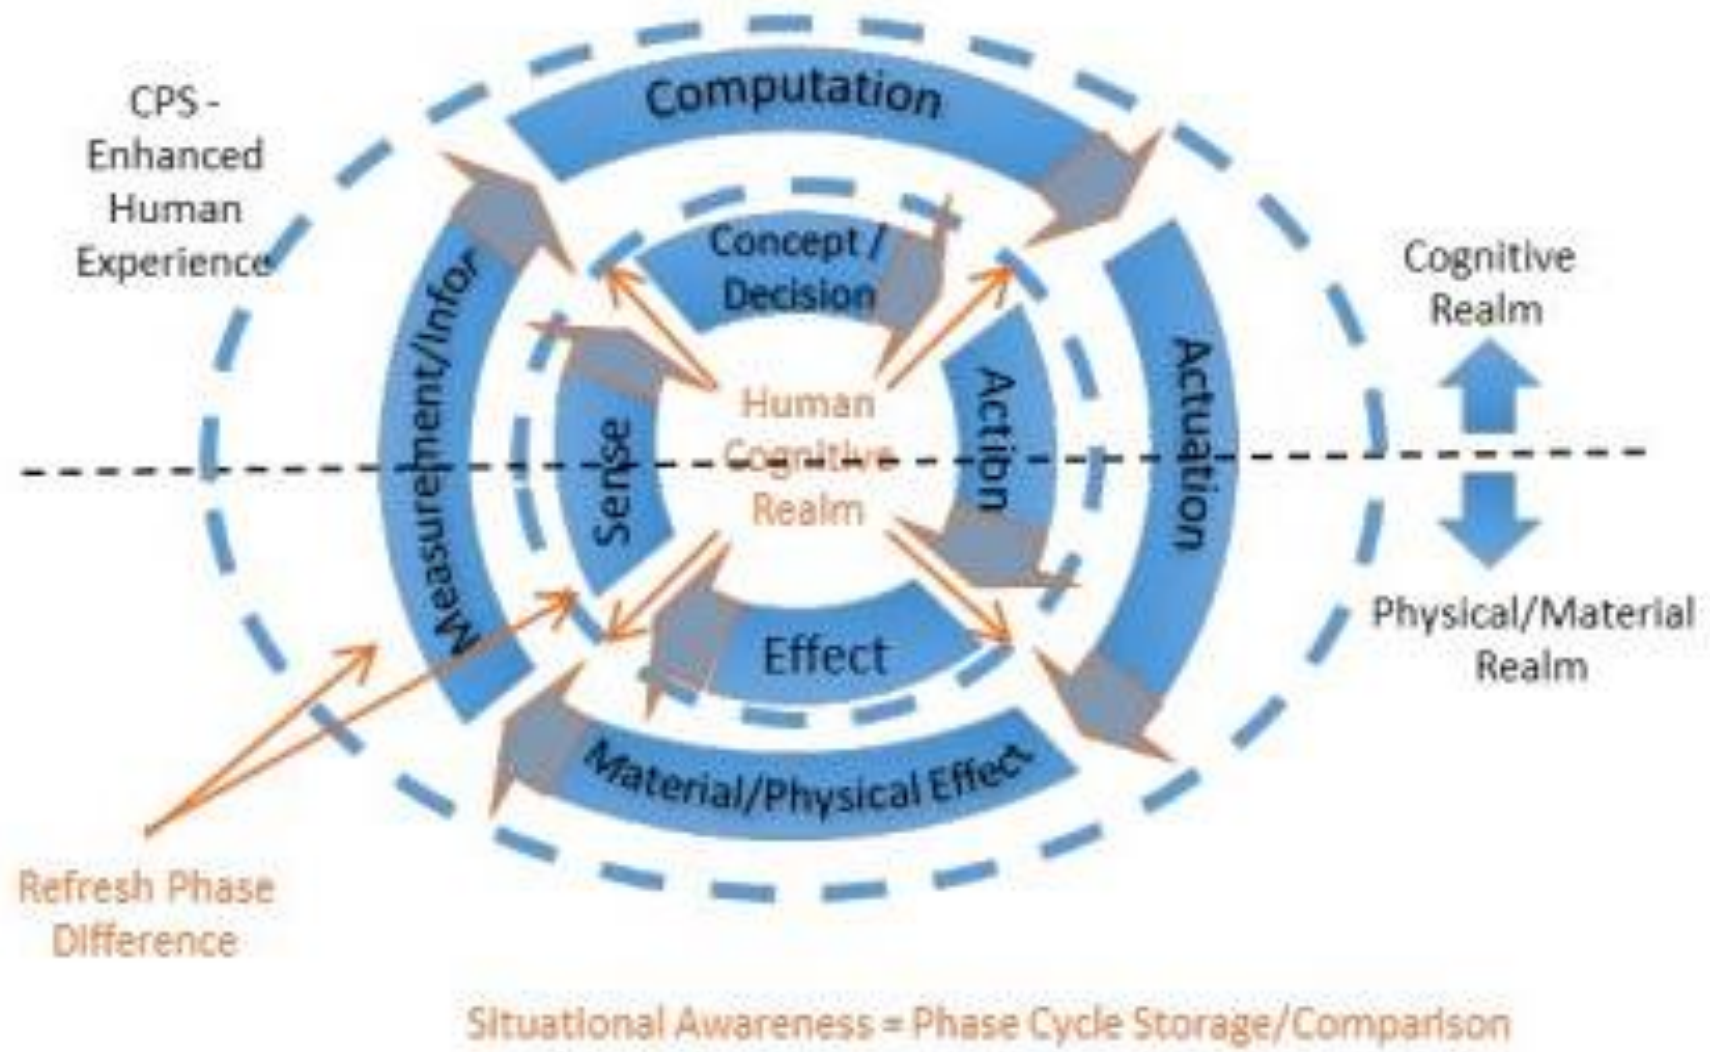 CPS -
Enhanced
Human
Experience
Computation
Concept /
Decision
Measurement/Infor
Sense
Human
Cognitive
Realm
Action
Actuation
Effect
Material/Physical Effect
Cognitive
Realm
Physical/Material
Realm
Refresh Phase
Difference
Situational Awareness = Phase Cycle Storage/Comparison